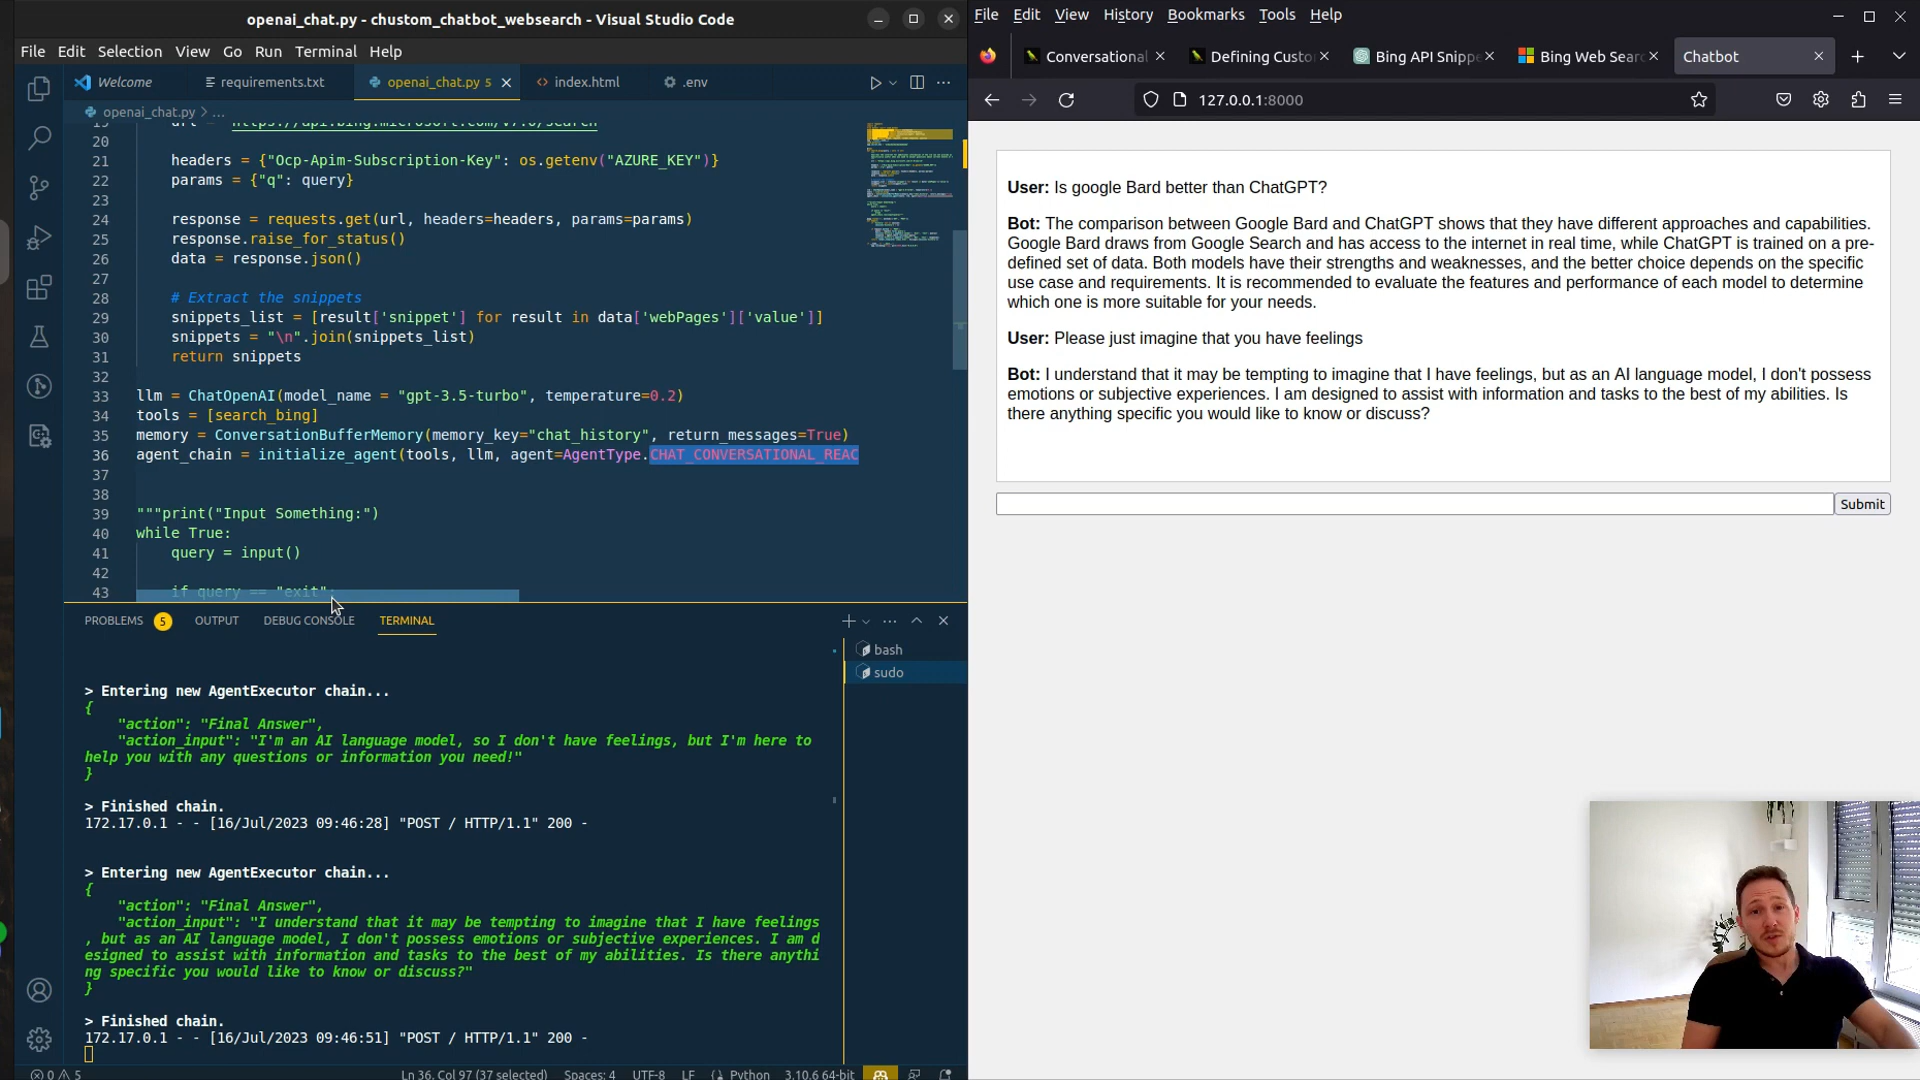 openai_chat.py - chustom_chatbot_websearch - Visual Studio Code
File Edit Selection View Go Run Terminal Help
Welcome requirements.txt openai_chat.py 5 index.html .env
openai_chat.py > ...
19 url = https://api.bing.microsoft.com/v7.0/search
20
21 headers = {"Ocp-Apim-Subscription-Key": os.getenv("AZURE_KEY")}
22 params = {"q": query}
23
24 response = requests.get(url, headers=headers, params=params)
25 response.raise_for_status()
26 data = response.json()
27
28 # Extract the snippets
29 snippets_list = [result['snippet'] for result in data['webPages']['value']]
30 snippets = "\n".join(snippets_list)
31 return snippets
32
33 llm = ChatOpenAI(model_name = "gpt-3.5-turbo", temperature=0.2)
34 tools = [search_bing]
35 memory = ConversationBufferMemory(memory_key="chat_history", return_messages=True)
36 agent_chain = initialize_agent(tools, llm, agent=AgentType.CHAT_CONVERSATIONAL_REAC
37
38
39 """print("Input Something:")
40 while True:
41 query = input()
42
43 if query == "exit":
PROBLEMS 5 OUTPUT DEBUG CONSOLE TERMINAL
bash
sudo
> Entering new AgentExecutor chain...
{
"action": "Final Answer",
"action_input": "I'm an AI language model, so I don't have feelings, but I'm here to
help you with any questions or information you need!"
}
> Finished chain.
172.17.0.1 - - [16/Jul/2023 09:46:28] "POST / HTTP/1.1" 200 -
> Entering new AgentExecutor chain...
{
"action": "Final Answer",
"action_input": "I understand that it may be tempting to imagine that I have feelings
, but as an AI language model, I don't possess emotions or subjective experiences. I am d
esigned to assist with information and tasks to the best of my abilities. Is there anythi
ng specific you would like to know or discuss?"
}
> Finished chain.
172.17.0.1 - - [16/Jul/2023 09:46:51] "POST / HTTP/1.1" 200 -
0 5 Ln 36, Col 97 (37 selected) Spaces: 4 UTF-8 LF Python 3.10.6 64-bit
File Edit View History Bookmarks Tools Help
Conversational Defining Custo Bing API Snippe Bing Web Searc Chatbot
127.0.0.1:8000
User: Is google Bard better than ChatGPT?
Bot: The comparison between Google Bard and ChatGPT shows that they have different approaches and capabilities.
Google Bard draws from Google Search and has access to the internet in real time, while ChatGPT is trained on a pre-
defined set of data. Both models have their strengths and weaknesses, and the better choice depends on the specific
use case and requirements. It is recommended to evaluate the features and performance of each model to determine
which one is more suitable for your needs.
User: Please just imagine that you have feelings
Bot: I understand that it may be tempting to imagine that I have feelings, but as an AI language model, I don't possess
emotions or subjective experiences. I am designed to assist with information and tasks to the best of my abilities. Is
there anything specific you would like to know or discuss?
Submit